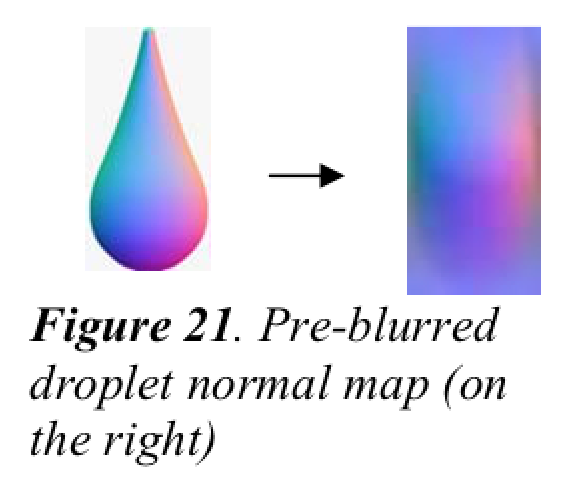 Figure 21. Pre-blurred
droplet normal map (on
the right)